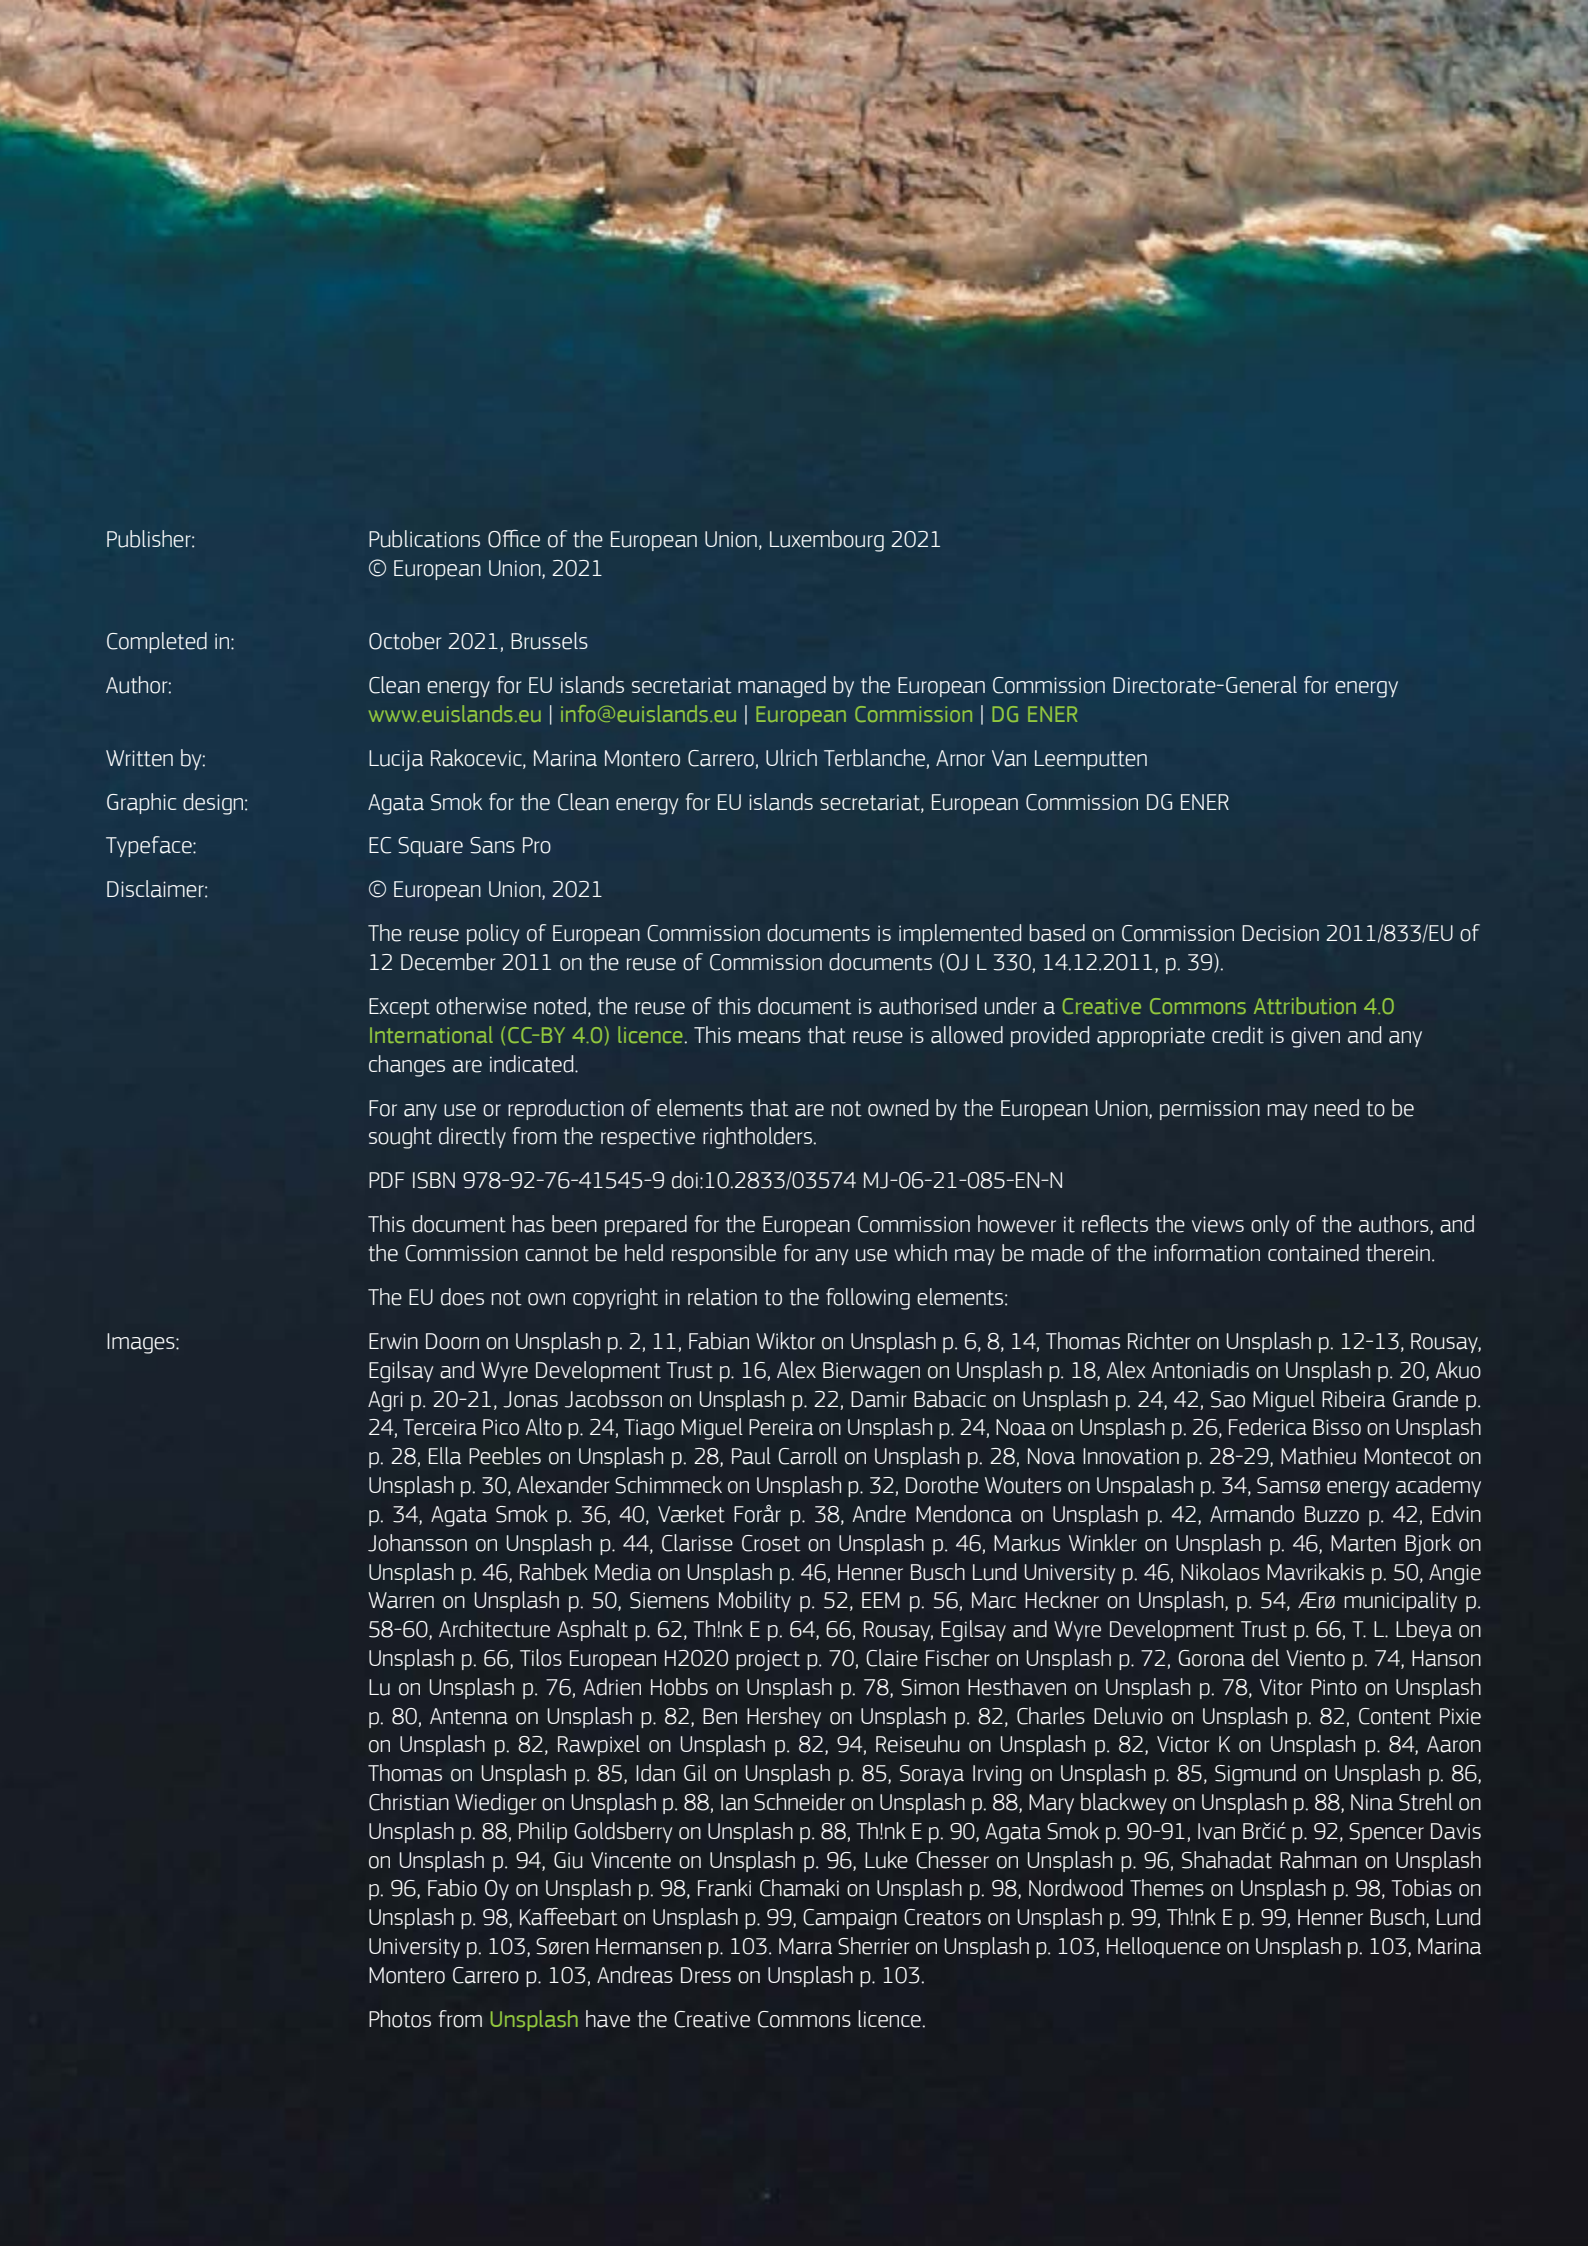 Publisher: Publications Office of the European Union, Luxembourg 2021
© European Union, 2021
Completed in: October 2021, Brussels
Author: Clean energy for EU islands secretariat managed by the European Commission Directorate-General for energy
www.euislands.eu | info@euislands.eu | European Commission | DG ENER
Written by: Lucija Rakocevic, Marina Montero Carrero, Ulrich Terblanche, Arnor Van Leemputten
Graphic design: Agata Smok for the Clean energy for EU islands secretariat, European Commission DG ENER
Typeface: EC Square Sans Pro
Disclaimer: © European Union, 2021
The reuse policy of European Commission documents is implemented based on Commission Decision 2011/833/EU of
12 December 2011 on the reuse of Commission documents (OJ L 330, 14.12.2011, p. 39).
Except otherwise noted, the reuse of this document is authorised under a Creative Commons Attribution 4.0
International (CC-BY 4.0) licence. This means that reuse is allowed provided appropriate credit is given and any
changes are indicated.
For any use or reproduction of elements that are not owned by the European Union, permission may need to be
sought directly from the respective rightholders.
PDF ISBN 978-92-76-41545-9 doi:10.2833/03574 MJ-06-21-085-EN-N
This document has been prepared for the European Commission however it reflects the views only of the authors, and
the Commission cannot be held responsible for any use which may be made of the information contained therein.
The EU does not own copyright in relation to the following elements:
Images: Erwin Doorn on Unsplash p. 2, 11, Fabian Wiktor on Unsplash p. 6, 8, 14, Thomas Richter on Unsplash p. 12-13, Rousay,
Egilsay and Wyre Development Trust p. 16, Alex Bierwagen on Unsplash p. 18, Alex Antoniadis on Unsplash p. 20, Akuo
Agri p. 20-21, Jonas Jacobsson on Unsplash p. 22, Damir Babacic on Unsplash p. 24, 42, Sao Miguel Ribeira Grande p.
24, Terceira Pico Alto p. 24, Tiago Miguel Pereira on Unsplash p. 24, Noaa on Unsplash p. 26, Federica Bisso on Unsplash
p. 28, Ella Peebles on Unsplash p. 28, Paul Carroll on Unsplash p. 28, Nova Innovation p. 28-29, Mathieu Montecot on
Unsplash p. 30, Alexander Schimmeck on Unsplash p. 32, Dorothe Wouters on Unspalash p. 34, Samsø energy academy
p. 34, Agata Smok p. 36, 40, Værket Forår p. 38, Andre Mendonca on Unsplash p. 42, Armando Buzzo p. 42, Edvin
Johansson on Unsplash p. 44, Clarisse Croset on Unsplash p. 46, Markus Winkler on Unsplash p. 46, Marten Bjork on
Unsplash p. 46, Rahbek Media on Unsplash p. 46, Henner Busch Lund University p. 46, Nikolaos Mavrikakis p. 50, Angie
Warren on Unsplash p. 50, Siemens Mobility p. 52, EEM p. 56, Marc Heckner on Unsplash, p. 54, Ærø municipality p.
58-60, Architecture Asphalt p. 62, Th!nk E p. 64, 66, Rousay, Egilsay and Wyre Development Trust p. 66, T. L. Lbeya on
Unsplash p. 66, Tilos European H2020 project p. 70, Claire Fischer on Unsplash p. 72, Gorona del Viento p. 74, Hanson
Lu on Unsplash p. 76, Adrien Hobbs on Unsplash p. 78, Simon Hesthaven on Unsplash p. 78, Vitor Pinto on Unsplash
p. 80, Antenna on Unsplash p. 82, Ben Hershey on Unsplash p. 82, Charles Deluvio on Unsplash p. 82, Content Pixie
on Unsplash p. 82, Rawpixel on Unsplash p. 82, 94, Reiseuhu on Unsplash p. 82, Victor K on Unsplash p. 84, Aaron
Thomas on Unsplash p. 85, Idan Gil on Unsplash p. 85, Soraya Irving on Unsplash p. 85, Sigmund on Unsplash p. 86,
Christian Wiediger on Unsplash p. 88, Ian Schneider on Unsplash p. 88, Mary blackwey on Unsplash p. 88, Nina Strehl on
Unsplash p. 88, Philip Goldsberry on Unsplash p. 88, Th!nk E p. 90, Agata Smok p. 90-91, Ivan Brčić p. 92, Spencer Davis
on Unsplash p. 94, Giu Vincente on Unsplash p. 96, Luke Chesser on Unsplash p. 96, Shahadat Rahman on Unsplash
p. 96, Fabio Oy on Unsplash p. 98, Franki Chamaki on Unsplash p. 98, Nordwood Themes on Unsplash p. 98, Tobias on
Unsplash p. 98, Kaffeebart on Unsplash p. 99, Campaign Creators on Unsplash p. 99, Th!nk E p. 99, Henner Busch, Lund
University p. 103, Søren Hermansen p. 103. Marra Sherrier on Unsplash p. 103, Helloquence on Unsplash p. 103, Marina
Montero Carrero p. 103, Andreas Dress on Unsplash p. 103.
Photos from Unsplash have the Creative Commons licence.